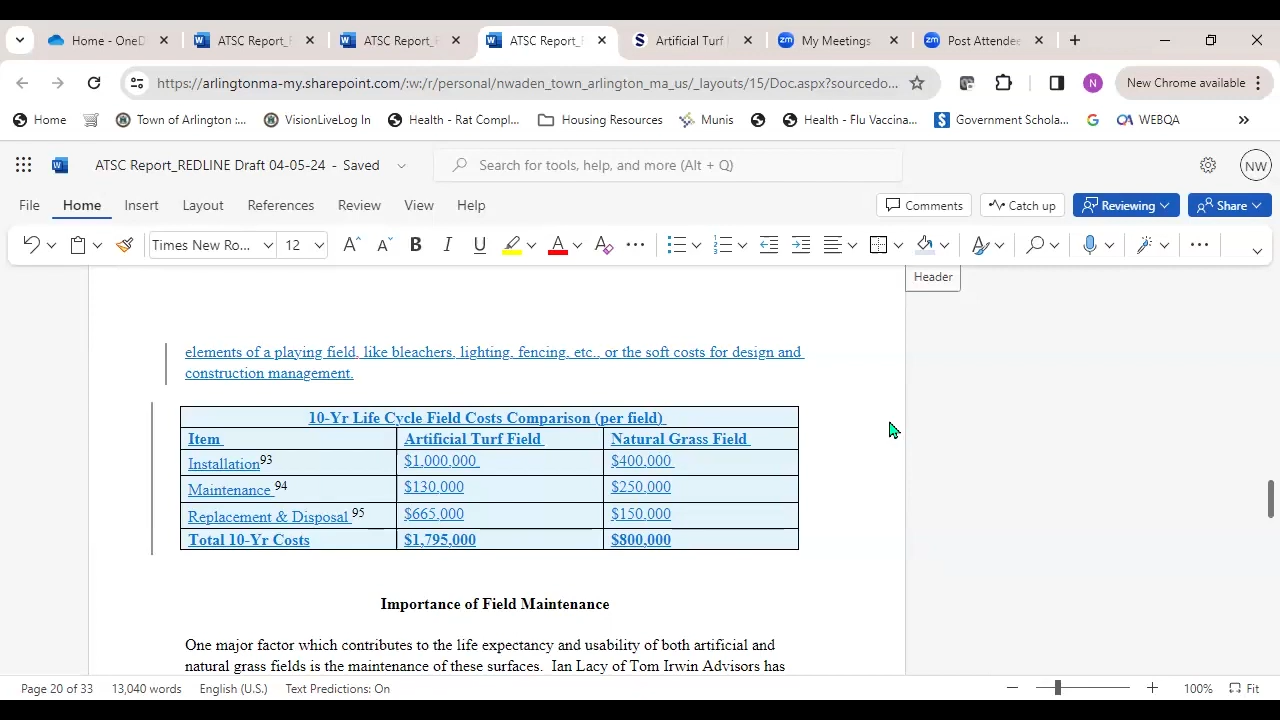 Home - OneD
ATSC Report_F
ATSC Report_F
ATSC Report_
Artificial Turf
zm My Meetings
zm Post Attendee
https://arlingtonma-my.sharepoint.com/:w:/r/personal/nwaden_town_arlington_ma_us/_layouts/15/Doc.aspx?sourcedo...
N
New Chrome available
Home
Town of Arlington :...
VisionLiveLog In
Health - Rat Compl...
Housing Resources
Munis
Health - Flu Vaccina...
Government Schola...
WEBQA
ATSC Report_REDLINE Draft 04-05-24 - Saved
Search for tools, help, and more (Alt + Q)
NW
File Home Insert Layout References Review View Help
Comments
Catch up
Reviewing
Share
Times New Ro...
12
Header
elements of a playing field, like bleachers, lighting, fencing, etc., or the soft costs for design and
construction management.
10-Yr Life Cycle Field Costs Comparison (per field)
Item Artificial Turf Field Natural Grass Field
Installation93 $1,000,000 $400,000
Maintenance 94 $130,000 $250,000
Replacement & Disposal 95 $665,000 $150,000
Total 10-Yr Costs $1,795,000 $800,000
Importance of Field Maintenance
One major factor which contributes to the life expectancy and usability of both artificial and
natural grass fields is the maintenance of these surfaces. Ian Lacy of Tom Irwin Advisors has
Page 20 of 33 13,040 words English (U.S.) Text Predictions: On
100% Fit